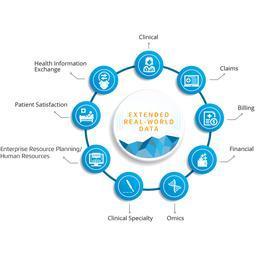 Clinical
Health Information
Exchange
Claims
Patient Satisfaction
Billing
EXTENDED
REAL-WORLD
DATA
Enterprise Resource Planning/
Human Resources
Financial
Clinical Specialty
Omics